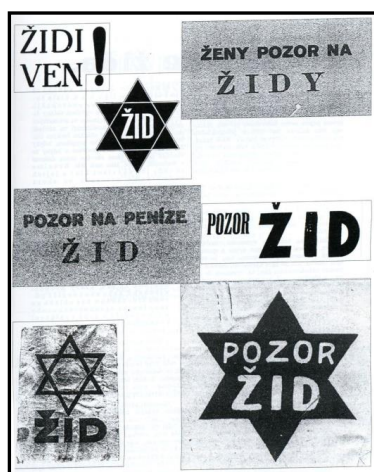 ŽIDI
VEN!
ŽID
ŽENY POZOR NA
ŽIDY
POZOR NA PENÍZE
ŽID
POZOR ŽID
ŽID
POZOR
ŽID